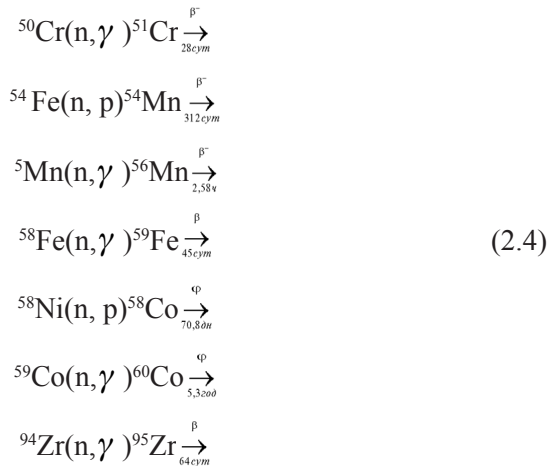 ⁵⁰Cr(n,γ)⁵¹Cr →^{β⁻}_{28сут}
⁵⁴Fe(n, p)⁵⁴Mn →^{β⁻}_{312сут}
⁵Mn(n,γ)⁵⁶Mn →^{β⁻}_{2,58ч}
⁵⁸Fe(n,γ)⁵⁹Fe →^{β}_{45сут} (2.4)
⁵⁸Ni(n, p)⁵⁸Co →^{φ}_{70,8дн}
⁵⁹Co(n,γ)⁶⁰Co →^{φ}_{5,3год}
⁹⁴Zr(n,γ)⁹⁵Zr →^{β}_{64сут}